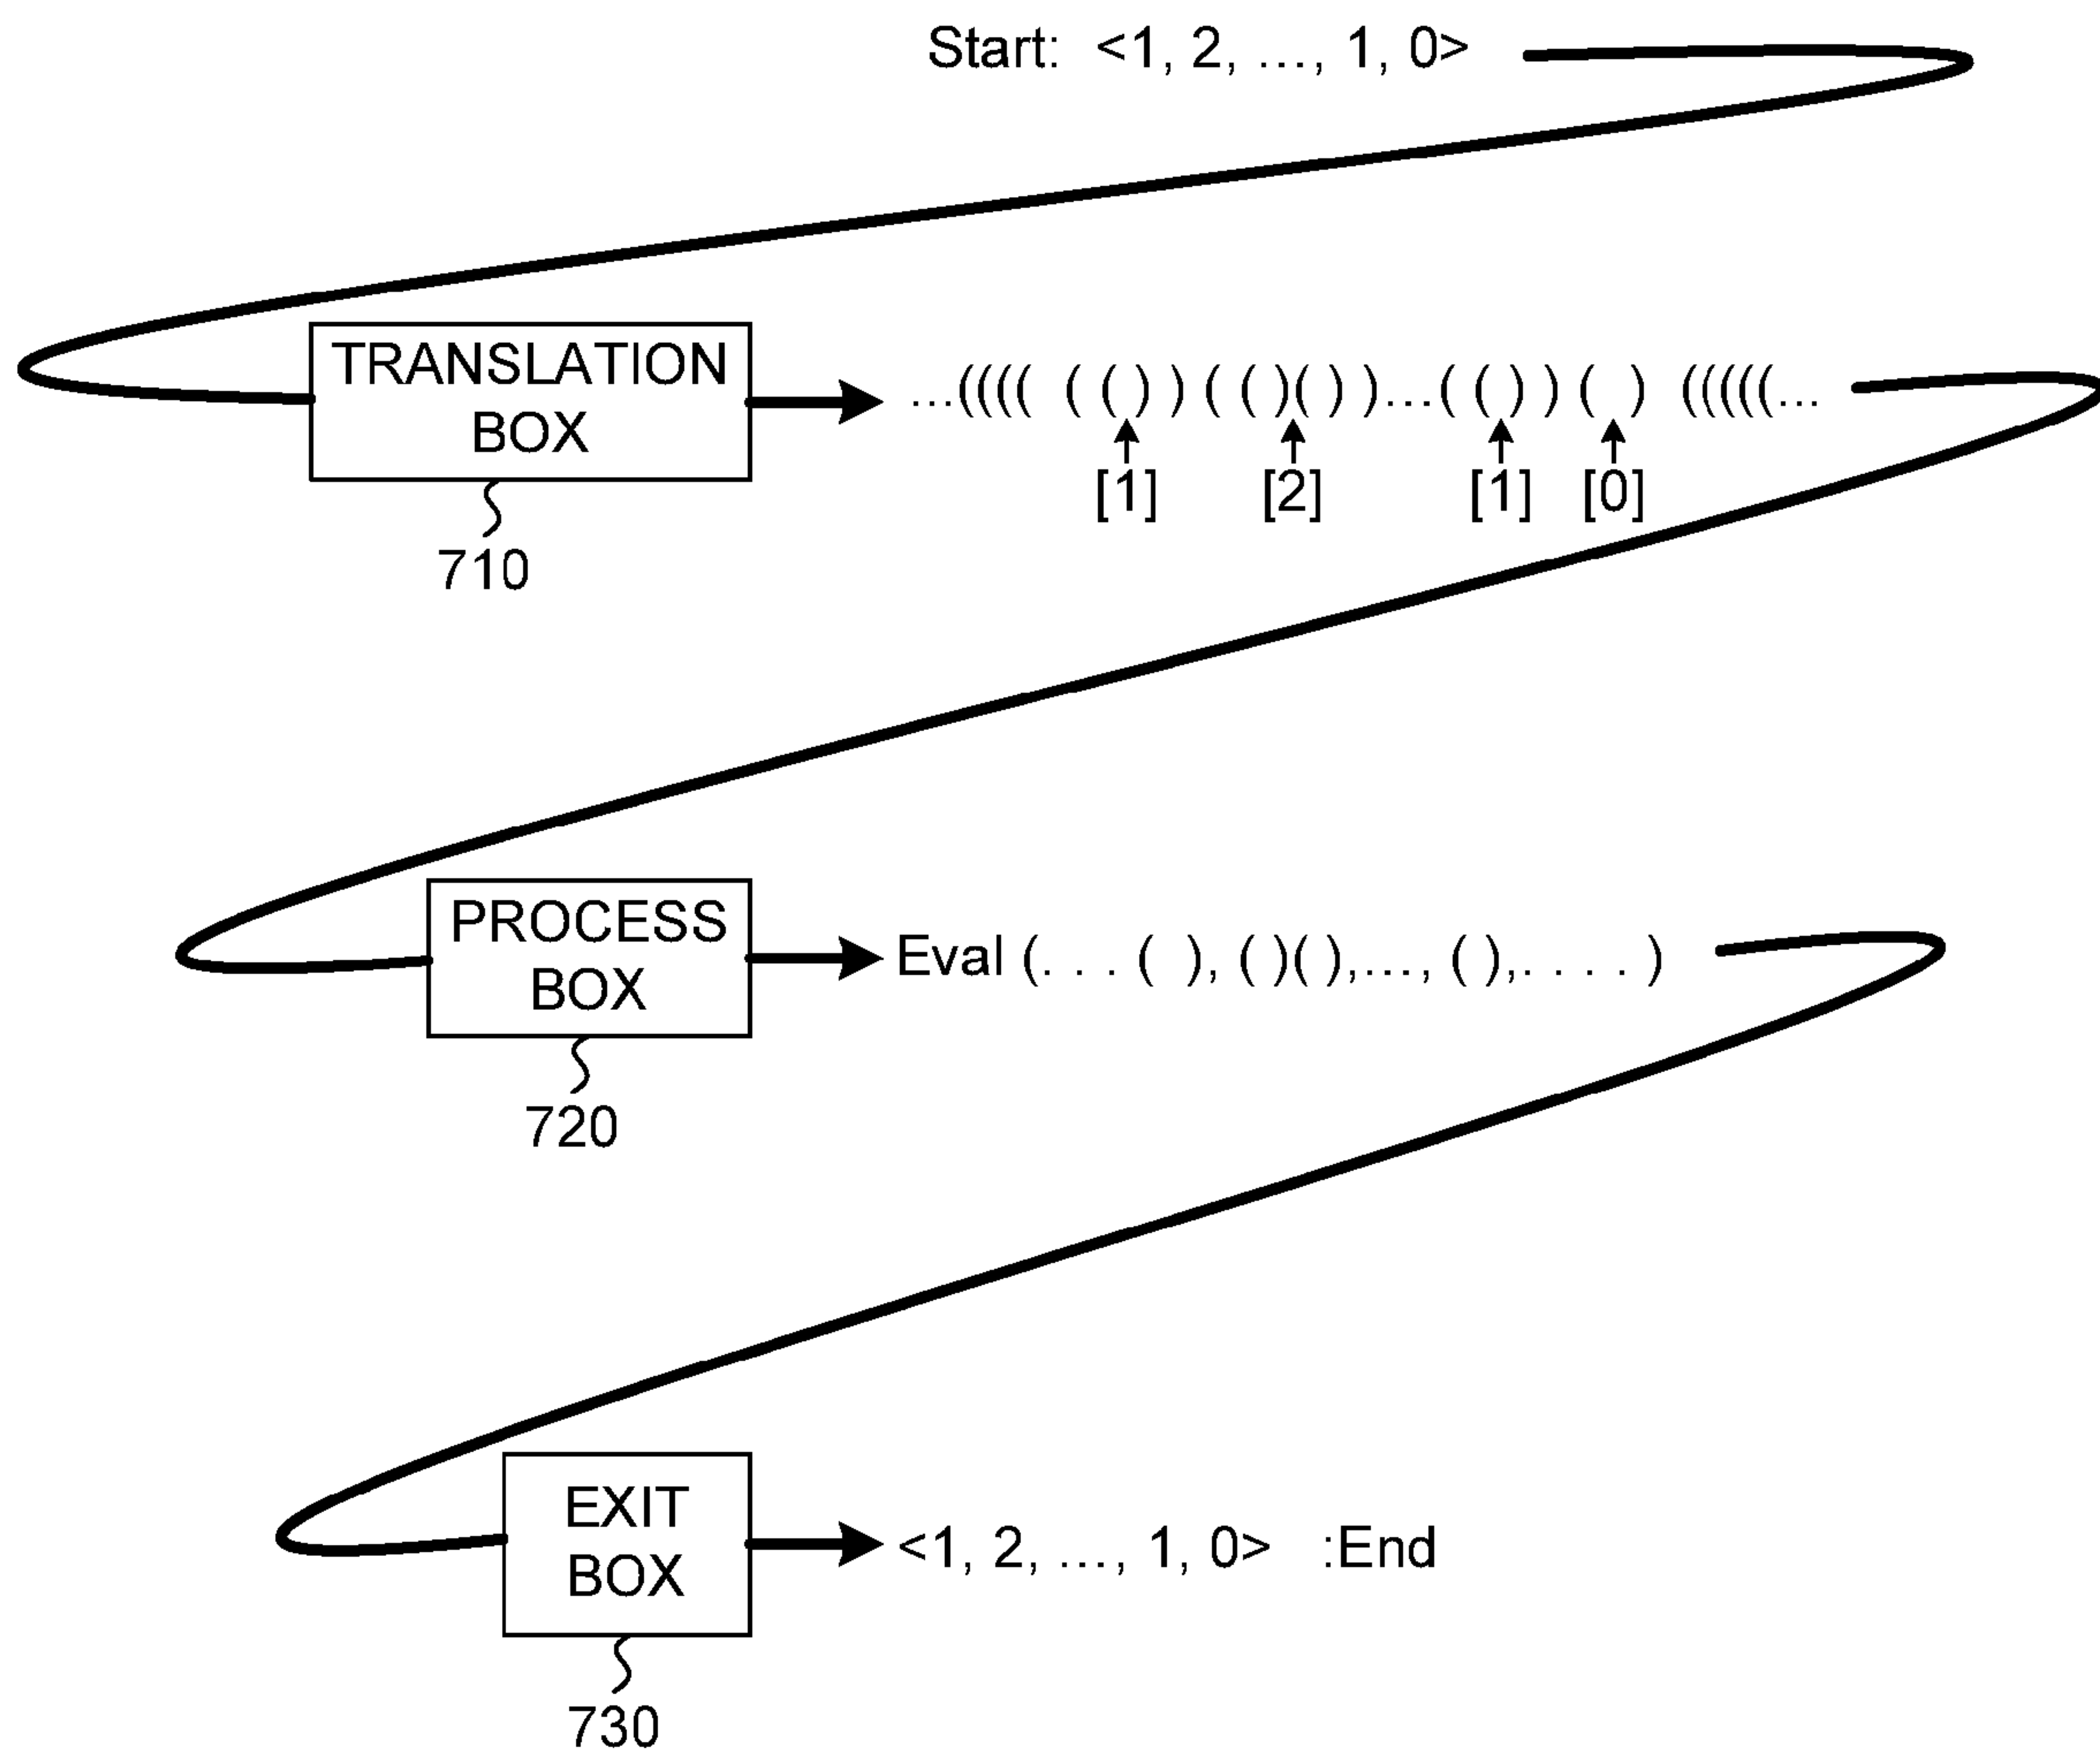 Start: <1, 2, ..., 1, 0>
TRANSLATION
BOX
...(((( ( ( ) ) ( ( )( ) )...( ( ) ) ( ) (((((...
[1] [2] [1] [0]
710
PROCESS
BOX
Eval (. . . ( ), ( )( ),..., ( ),. . . . )
720
EXIT
BOX
<1, 2, ..., 1, 0> :End
730